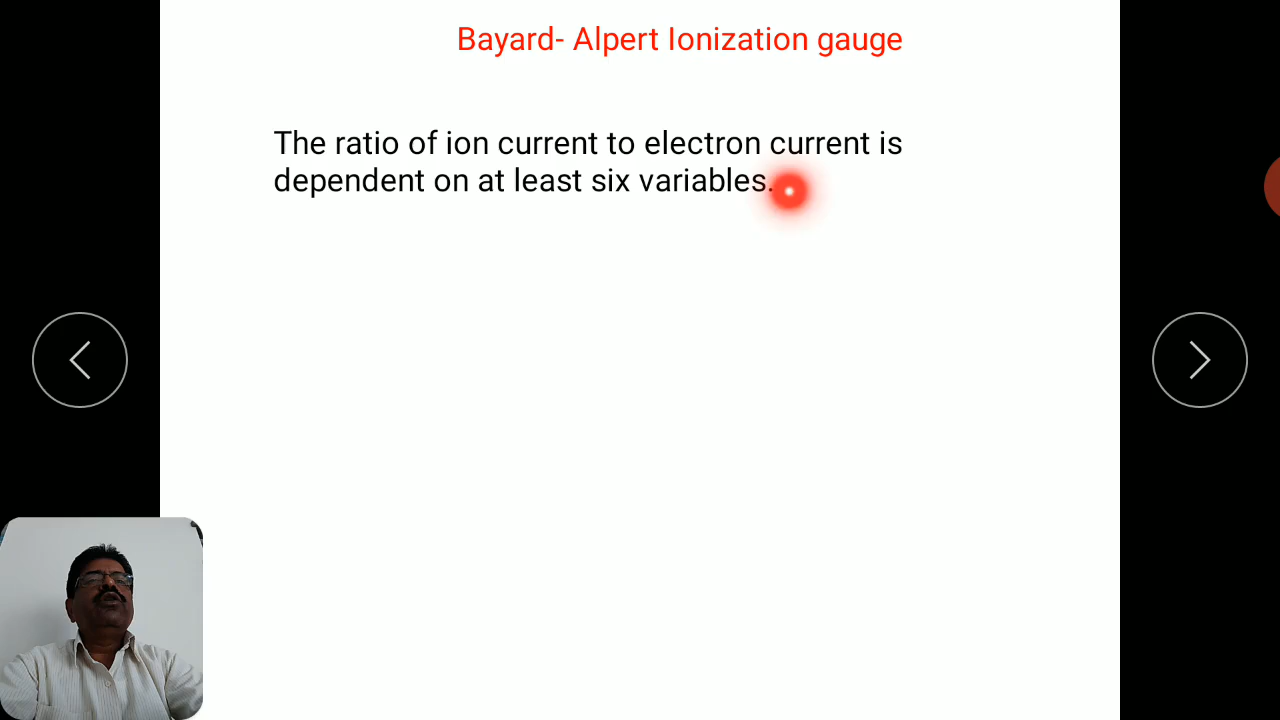 Bayard- Alpert Ionization gauge
The ratio of ion current to electron current is
dependent on at least six variables.